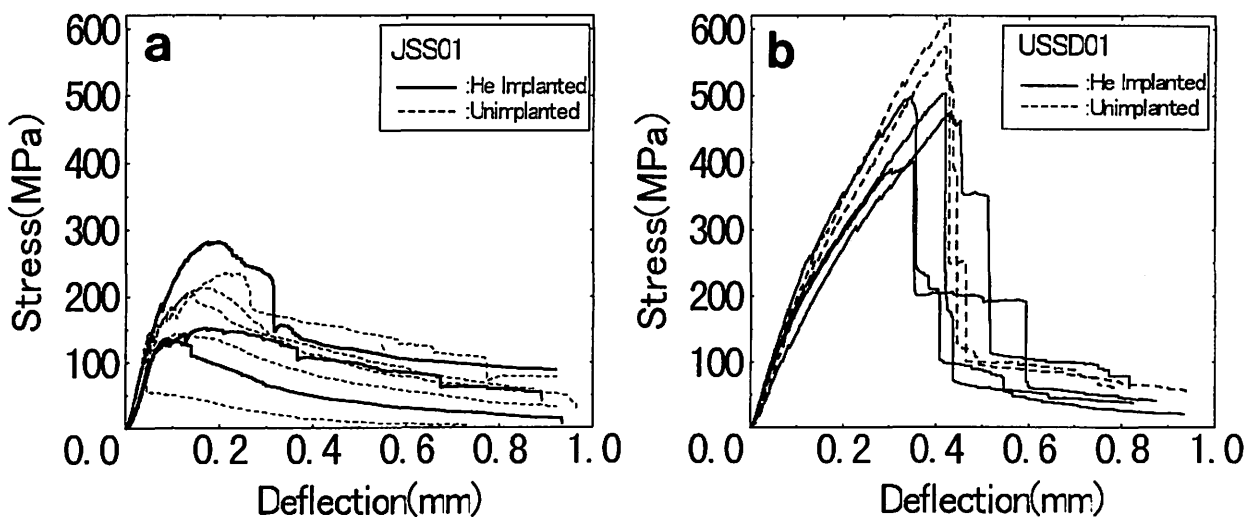 a
JSS01
:He Implanted
:Unimplanted
600
500
400
300
200
100
0.0 0.2 0.4 0.6 0.8 1.0
Stress(MPa)
Deflection(mm)
b
USSD01
:He Implanted
:Unimplanted
600
500
400
300
200
100
0.0 0.2 0.4 0.6 0.8 1.0
Stress(MPa)
Deflection(mm)